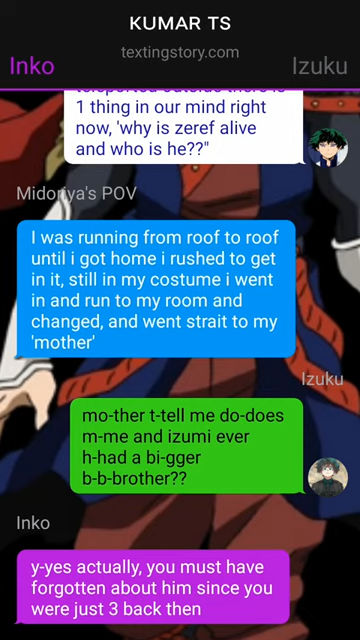 KUMAR TS
textingstory.com
Inko
Izuku
teleported outside there is
1 thing in our mind right
now, 'why is zeref alive
and who is he??"
Midoriya's POV
I was running from roof to roof
until i got home i rushed to get
in it, still in my costume i went
in and run to my room and
changed, and went strait to my
'mother'
Izuku
mo-ther t-tell me do-does
m-me and izumi ever
h-had a bi-gger
b-b-brother??
Inko
y-yes actually, you must have
forgotten about him since you
were just 3 back then